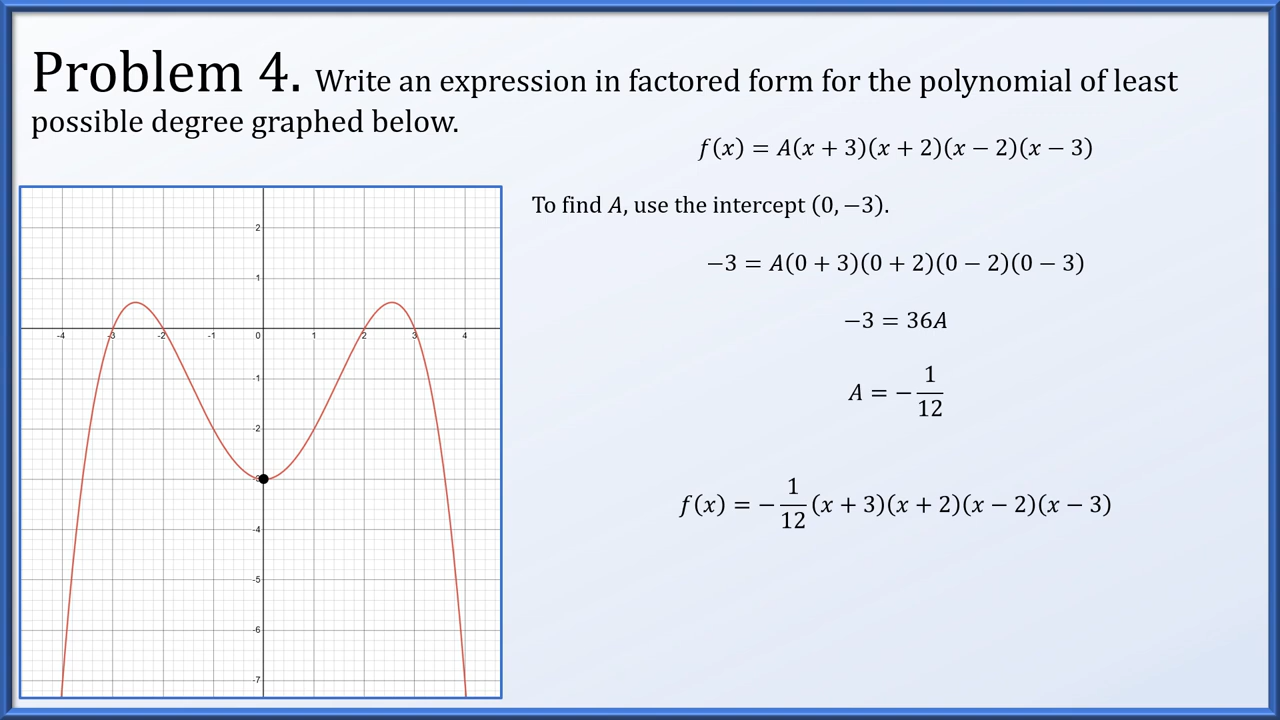 Problem 4. Write an expression in factored form for the polynomial of least
possible degree graphed below.
f(x) = A(x + 3)(x + 2)(x − 2)(x − 3)
To find A, use the intercept (0, −3).
−3 = A(0 + 3)(0 + 2)(0 − 2)(0 − 3)
−3 = 36A
A = −1/12
f(x) = −1/12(x + 3)(x + 2)(x − 2)(x − 3)
2
1
-4 -3 -2 -1 0 1 2 3 4
-1
-2
-4
-5
-6
-7